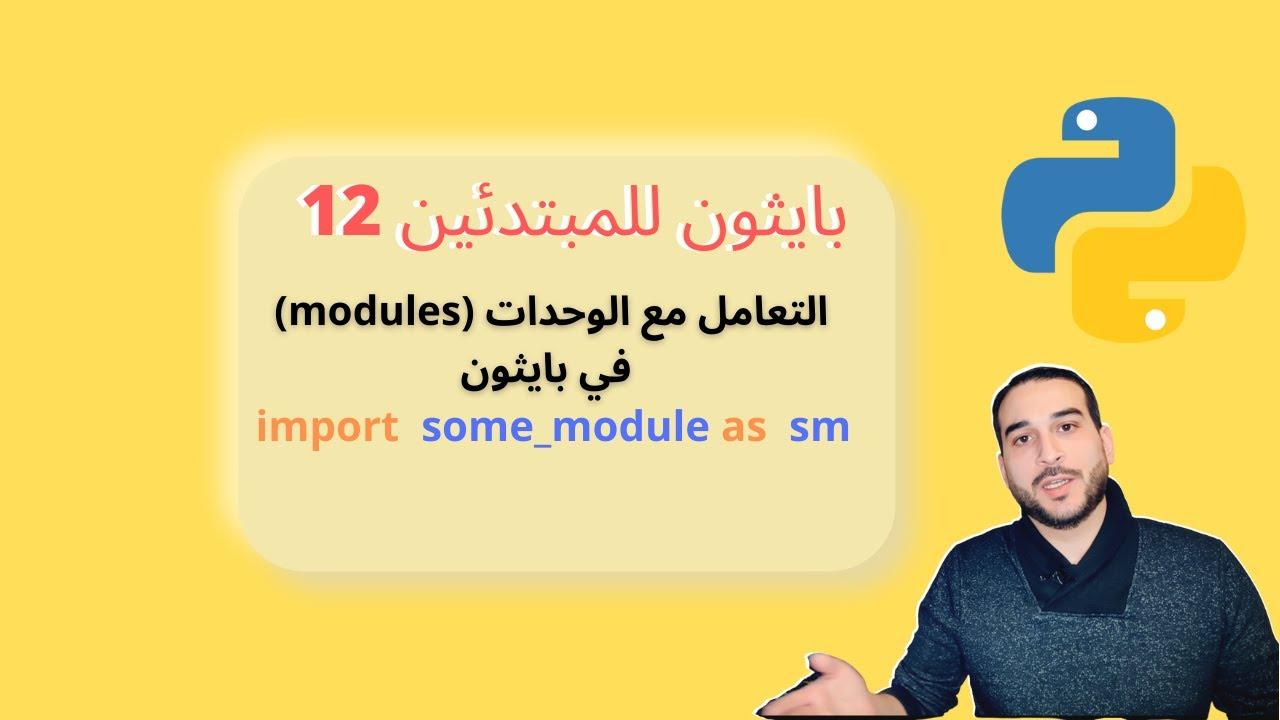 بايثون للمبتدئين 12
التعامل مع الوحدات (modules)
في بايثون
import some_module as sm